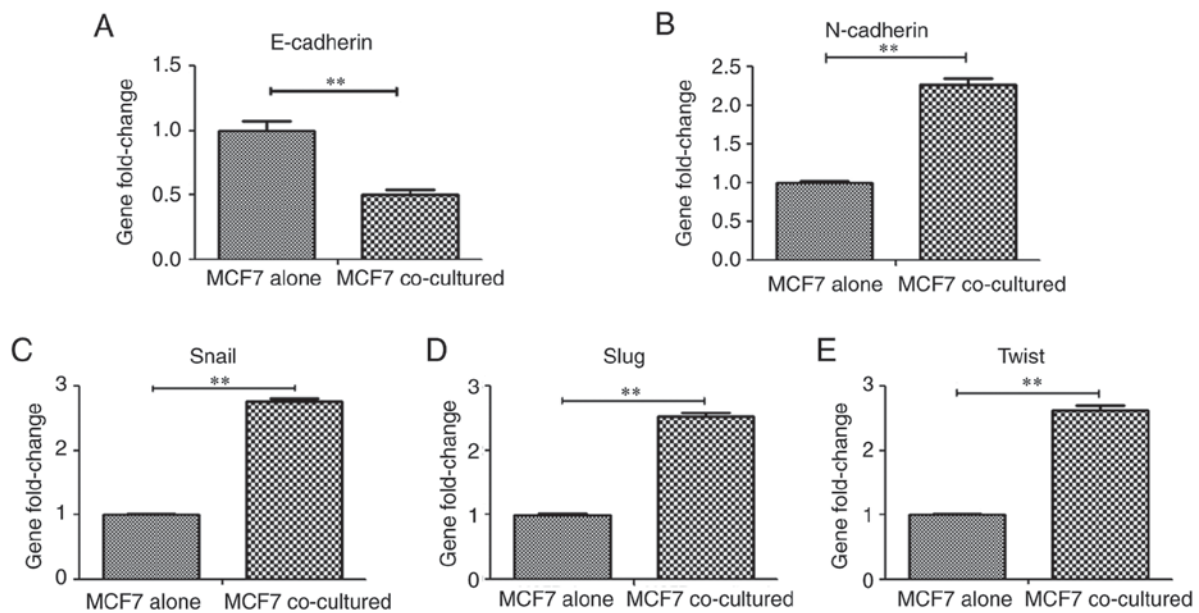 A
E-cadherin
**
Gene fold-change
1.5
1.0
0.5
0.0
MCF7 alone MCF7 co-cultured
B
N-cadherin
**
Gene fold-change
2.5
2.0
1.5
1.0
0.5
0.0
MCF7 alone MCF7 co-cultured
C
Snail
**
Gene fold-change
3
2
1
0
MCF7 alone MCF7 co-cultured
D
Slug
**
Gene fold-change
3
2
1
0
MCF7 alone MCF7 co-cultured
E
Twist
**
Gene fold-change
3
2
1
0
MCF7 alone MCF7 co-cultured